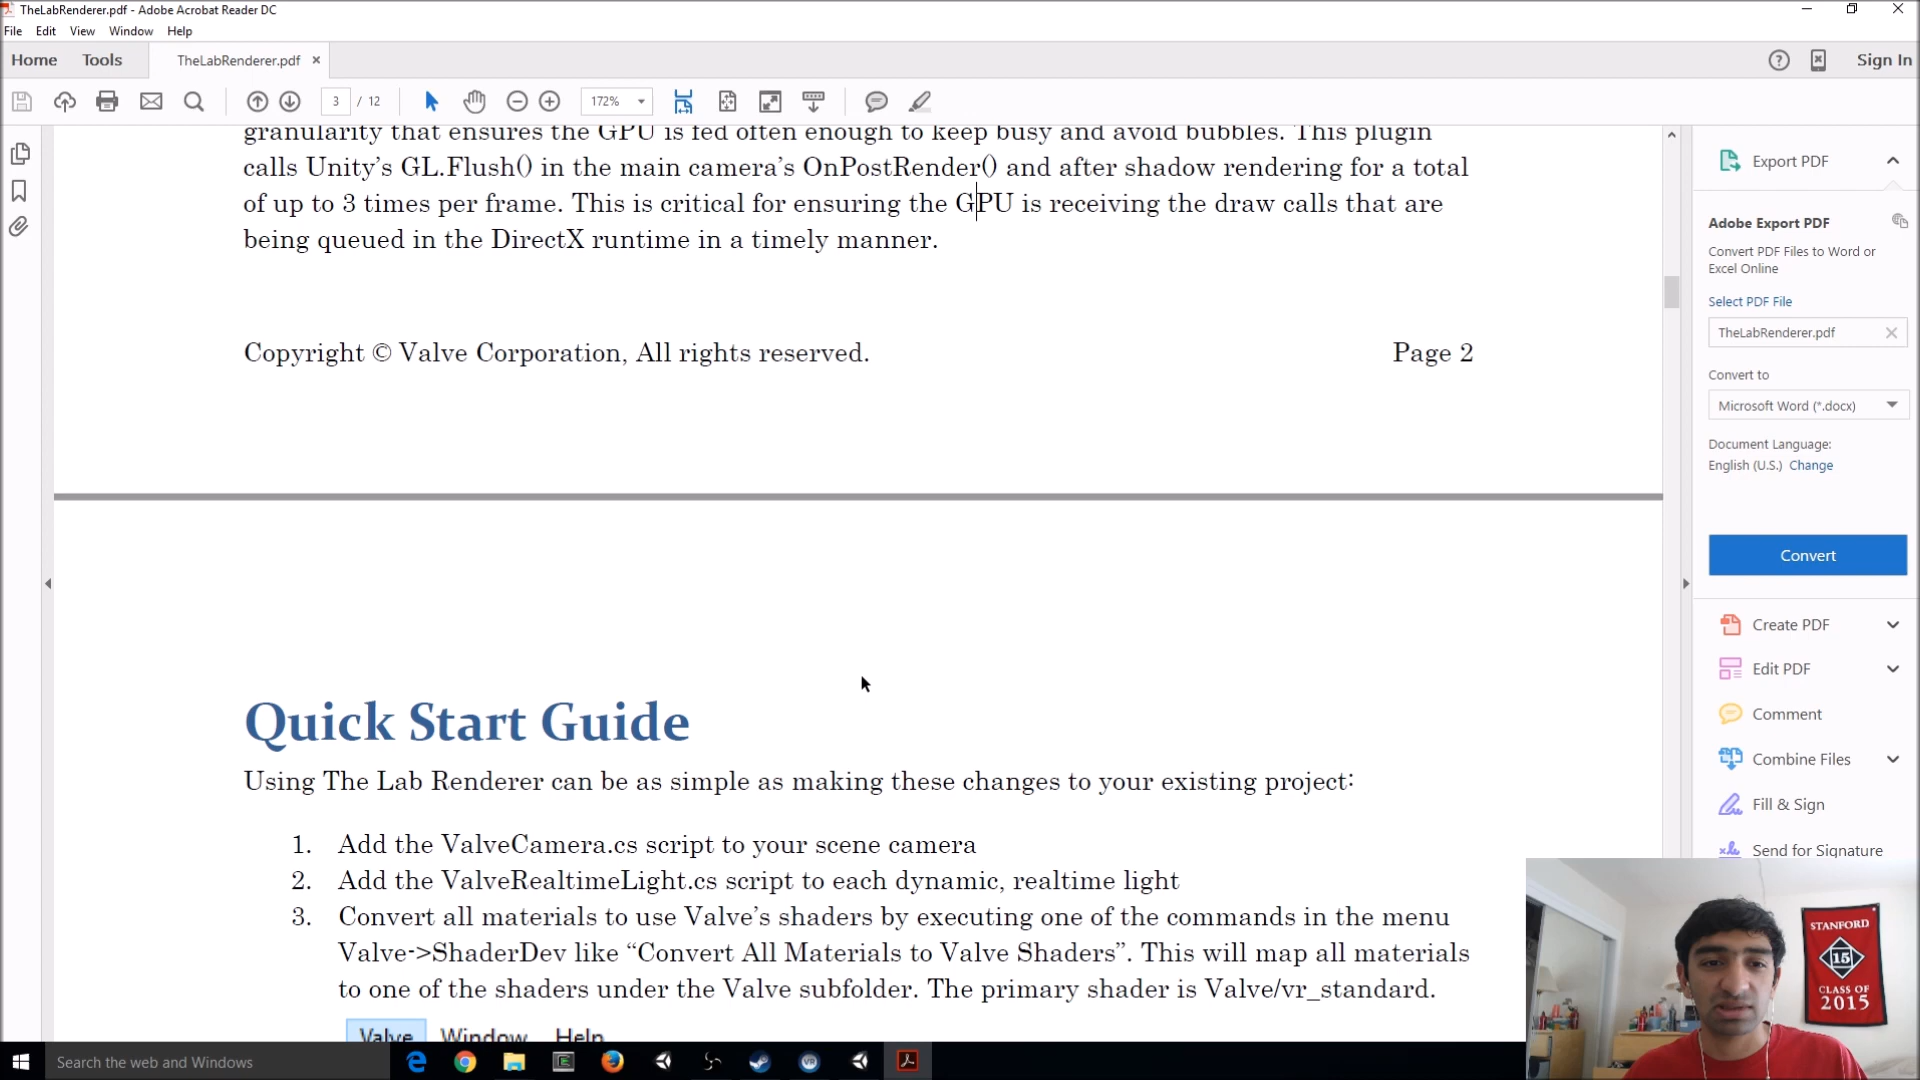 TheLabRenderer.pdf - Adobe Acrobat Reader DC
File Edit View Window Help
Home Tools TheLabRenderer.pdf × Sign In
3 / 12 172%
granularity that ensures the GPU is fed often enough to keep busy and avoid bubbles. This plugin
calls Unity's GL.Flush() in the main camera's OnPostRender() and after shadow rendering for a total
of up to 3 times per frame. This is critical for ensuring the GPU is receiving the draw calls that are
being queued in the DirectX runtime in a timely manner.
Copyright © Valve Corporation, All rights reserved. Page 2
Quick Start Guide
Using The Lab Renderer can be as simple as making these changes to your existing project:
1. Add the ValveCamera.cs script to your scene camera
2. Add the ValveRealtimeLight.cs script to each dynamic, realtime light
3. Convert all materials to use Valve's shaders by executing one of the commands in the menu
Valve->ShaderDev like “Convert All Materials to Valve Shaders”. This will map all materials
to one of the shaders under the Valve subfolder. The primary shader is Valve/vr_standard.
Valve Window Help
Export PDF
Adobe Export PDF
Convert PDF Files to Word or
Excel Online
Select PDF File
TheLabRenderer.pdf
Convert to
Microsoft Word (*.docx)
Document Language:
English (U.S.) Change
Convert
Create PDF
Edit PDF
Comment
Combine Files
Fill & Sign
Send for Signature
STANFORD
15
CLASS OF
2015
Search the web and Windows